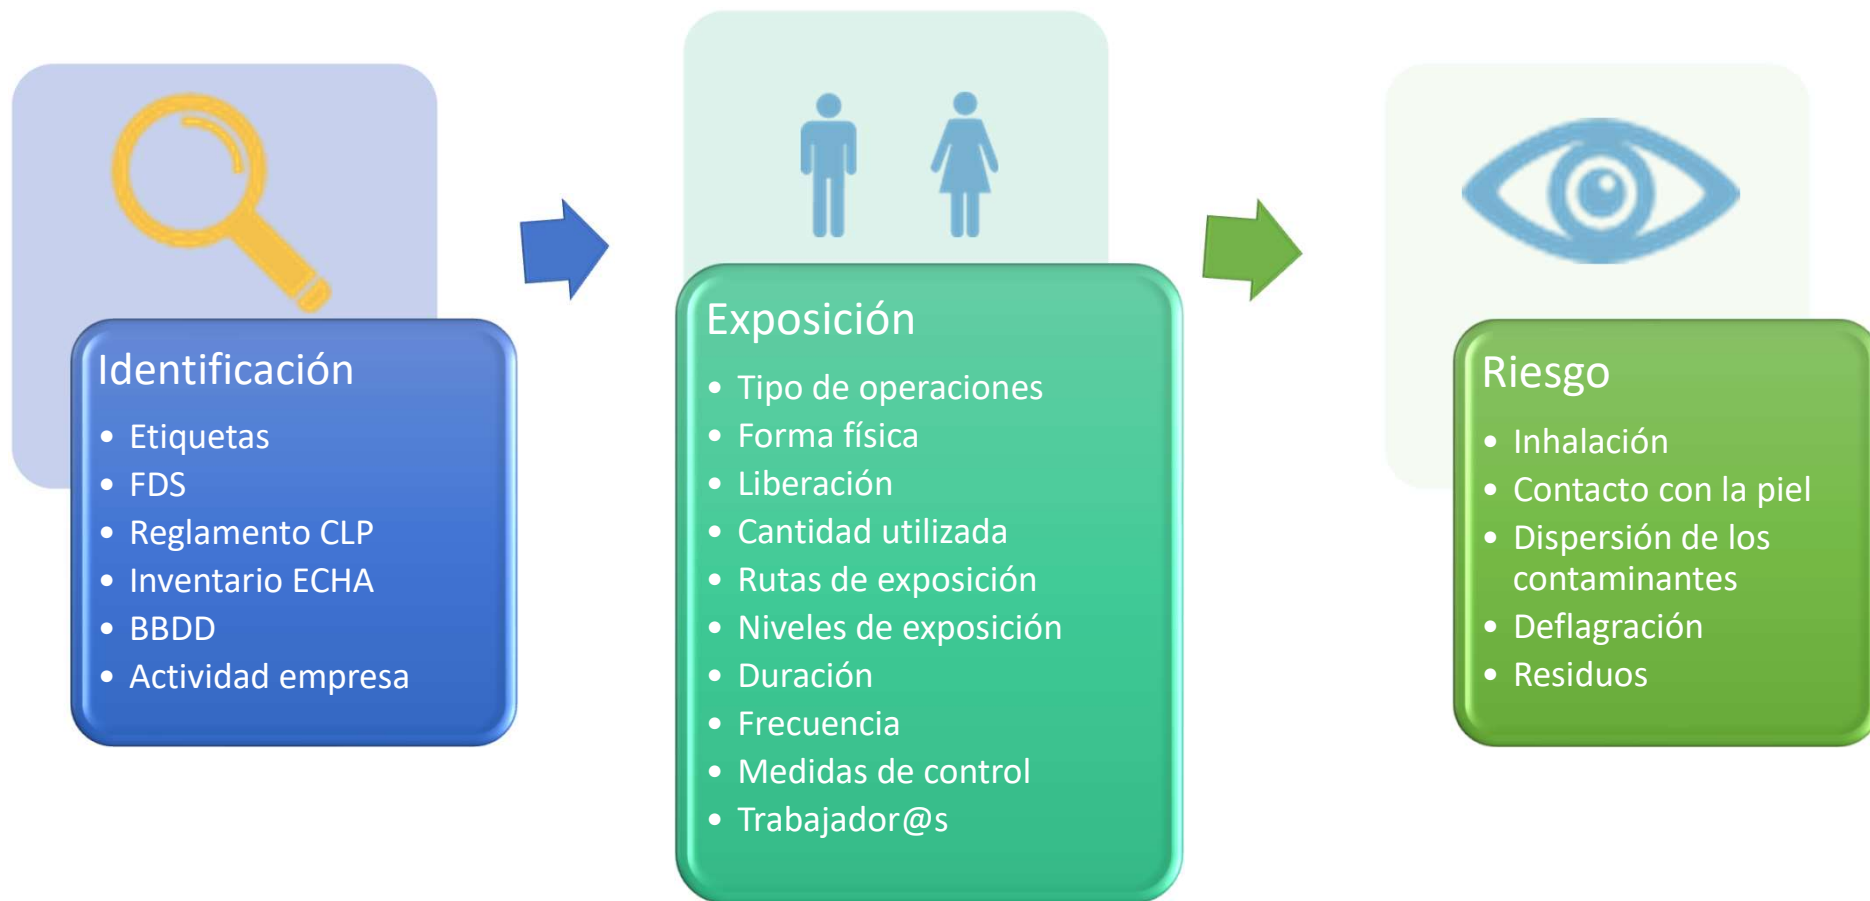 Identificación
• Etiquetas
• FDS
• Reglamento CLP
• Inventario ECHA
• BBDD
• Actividad empresa
Exposición
• Tipo de operaciones
• Forma física
• Liberación
• Cantidad utilizada
• Rutas de exposición
• Niveles de exposición
• Duración
• Frecuencia
• Medidas de control
• Trabajador@s
Riesgo
• Inhalación
• Contacto con la piel
• Dispersión de los
contaminantes
• Deflagración
• Residuos